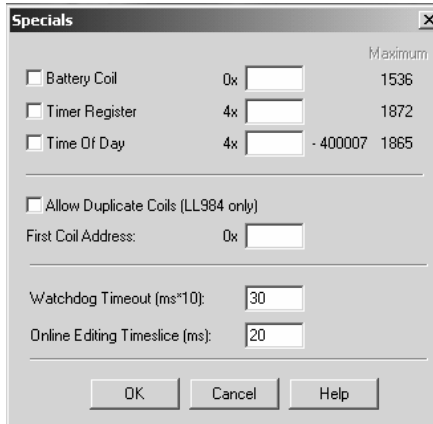 Specials
Maximum
Battery Coil 0x 1536
Timer Register 4x 1872
Time Of Day 4x - 400007 1865
Allow Duplicate Coils (LL984 only)
First Coil Address: 0x
Watchdog Timeout (ms*10): 30
Online Editing Timeslice (ms): 20
OK Cancel Help